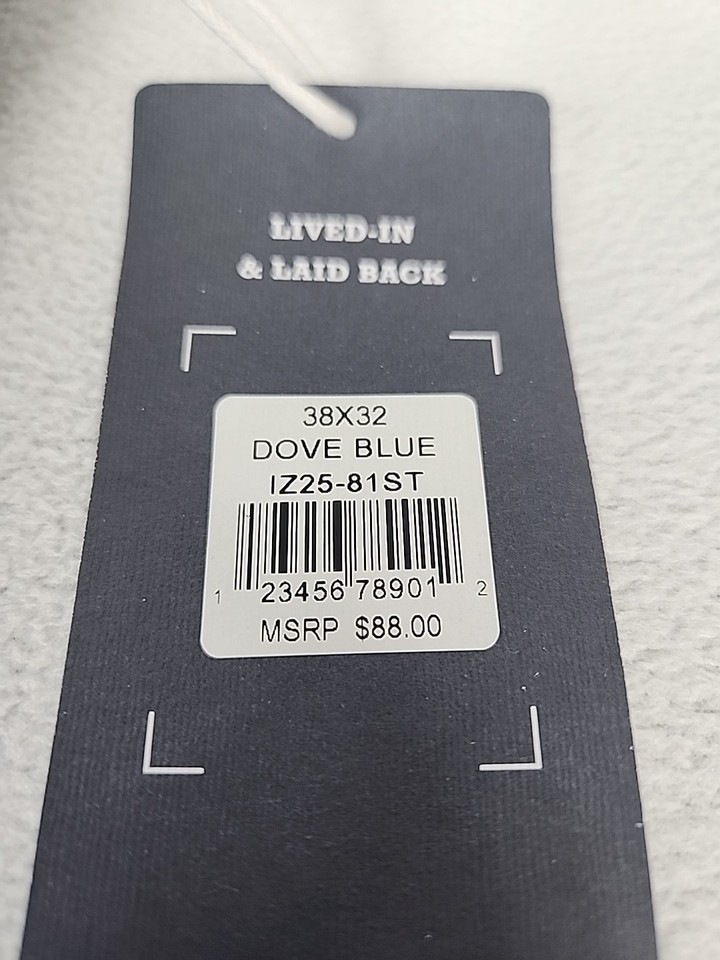 LIVED-IN
& LAID BACK
38X32
DOVE BLUE
IZ25-81ST
1 23456 78901 2
MSRP $88.00